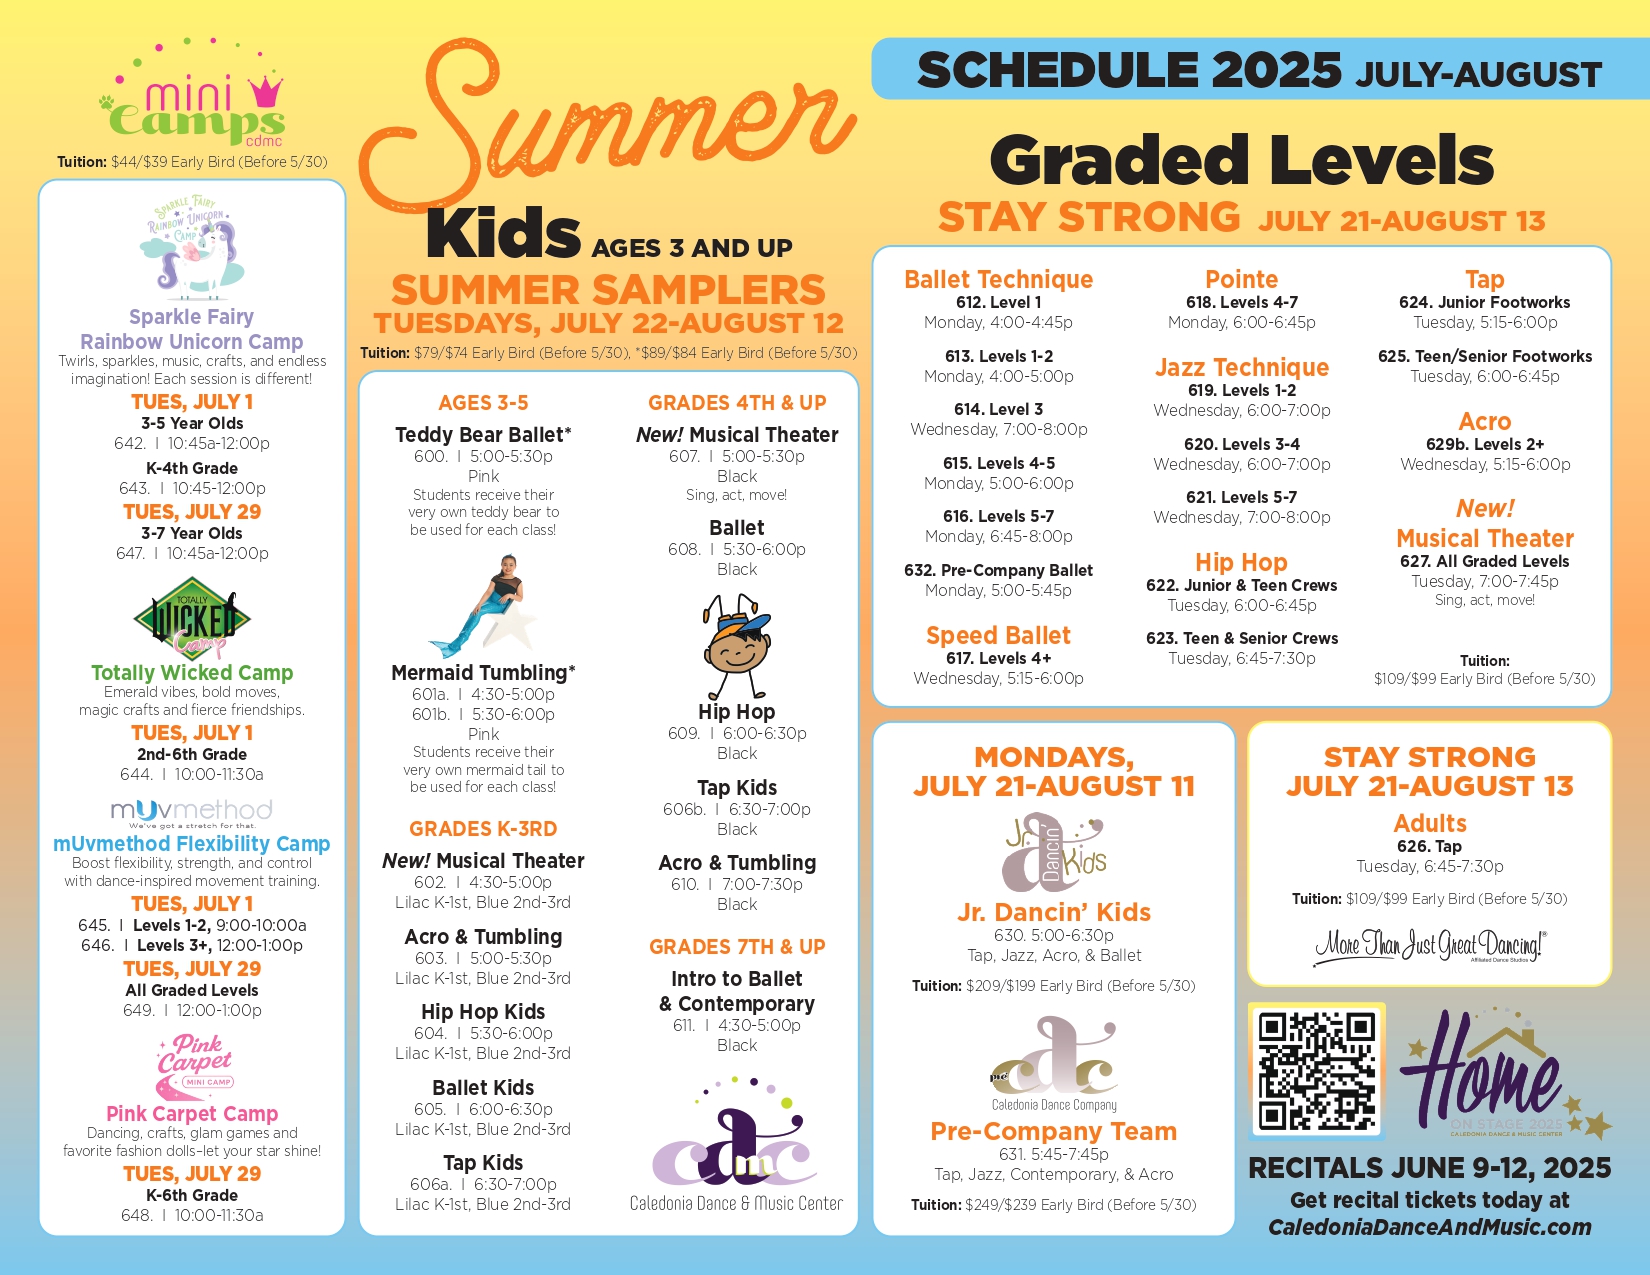 mini
Camps
cdmc
Tuition: $44/$39 Early Bird (Before 5/30)
SPARKLE FAIRY
RAINBOW UNICORN
CAMP
Sparkle Fairy
Rainbow Unicorn Camp
Twirls, sparkles, music, crafts, and endless
imagination! Each session is different!
TUES, JULY 1
3-5 Year Olds
642. I 10:45a-12:00p
K-4th Grade
643. I 10:45-12:00p
TUES, JULY 29
3-7 Year Olds
647. I 10:45a-12:00p
TOTALLY
WICKED
Camp
Totally Wicked Camp
Emerald vibes, bold moves,
magic crafts and fierce friendships.
TUES, JULY 1
2nd-6th Grade
644. I 10:00-11:30a
mUvmethod
We've got a stretch for that.
mUvmethod Flexibility Camp
Boost flexibility, strength, and control
with dance-inspired movement training.
TUES, JULY 1
645. I Levels 1-2, 9:00-10:00a
646. I Levels 3+, 12:00-1:00p
TUES, JULY 29
All Graded Levels
649. I 12:00-1:00p
Pink
Carpet
MINI CAMP
Pink Carpet Camp
Dancing, crafts, glam games and
favorite fashion dolls–let your star shine!
TUES, JULY 29
K-6th Grade
648. I 10:00-11:30a
Summer
Kids AGES 3 AND UP
SUMMER SAMPLERS
TUESDAYS, JULY 22-AUGUST 12
Tuition: $79/$74 Early Bird (Before 5/30), *$89/$84 Early Bird (Before 5/30)
AGES 3-5
Teddy Bear Ballet*
600. I 5:00-5:30p
Pink
Students receive their
very own teddy bear to
be used for each class!
Mermaid Tumbling*
601a. I 4:30-5:00p
601b. I 5:30-6:00p
Pink
Students receive their
very own mermaid tail to
be used for each class!
GRADES K-3RD
New! Musical Theater
602. I 4:30-5:00p
Lilac K-1st, Blue 2nd-3rd
Acro & Tumbling
603. I 5:00-5:30p
Lilac K-1st, Blue 2nd-3rd
Hip Hop Kids
604. I 5:30-6:00p
Lilac K-1st, Blue 2nd-3rd
Ballet Kids
605. I 6:00-6:30p
Lilac K-1st, Blue 2nd-3rd
Tap Kids
606a. I 6:30-7:00p
Lilac K-1st, Blue 2nd-3rd
GRADES 4TH & UP
New! Musical Theater
607. I 5:00-5:30p
Black
Sing, act, move!
Ballet
608. I 5:30-6:00p
Black
Hip Hop
609. I 6:00-6:30p
Black
Tap Kids
606b. I 6:30-7:00p
Black
Acro & Tumbling
610. I 7:00-7:30p
Black
GRADES 7TH & UP
Intro to Ballet
& Contemporary
611. I 4:30-5:00p
Black
cdmc
Caledonia Dance & Music Center
SCHEDULE 2025 JULY-AUGUST
Graded Levels
STAY STRONG JULY 21-AUGUST 13
Ballet Technique
612. Level 1
Monday, 4:00-4:45p
613. Levels 1-2
Monday, 4:00-5:00p
614. Level 3
Wednesday, 7:00-8:00p
615. Levels 4-5
Monday, 5:00-6:00p
616. Levels 5-7
Monday, 6:45-8:00p
632. Pre-Company Ballet
Monday, 5:00-5:45p
Speed Ballet
617. Levels 4+
Wednesday, 5:15-6:00p
Pointe
618. Levels 4-7
Monday, 6:00-6:45p
Jazz Technique
619. Levels 1-2
Wednesday, 6:00-7:00p
620. Levels 3-4
Wednesday, 6:00-7:00p
621. Levels 5-7
Wednesday, 7:00-8:00p
Hip Hop
622. Junior & Teen Crews
Tuesday, 6:00-6:45p
623. Teen & Senior Crews
Tuesday, 6:45-7:30p
Tap
624. Junior Footworks
Tuesday, 5:15-6:00p
625. Teen/Senior Footworks
Tuesday, 6:00-6:45p
Acro
629b. Levels 2+
Wednesday, 5:15-6:00p
New!
Musical Theater
627. All Graded Levels
Tuesday, 7:00-7:45p
Sing, act, move!
Tuition:
$109/$99 Early Bird (Before 5/30)
MONDAYS,
JULY 21-AUGUST 11
Jr. Dancin' Kids
Jr. Dancin' Kids
630. 5:00-6:30p
Tap, Jazz, Acro, & Ballet
Tuition: $209/$199 Early Bird (Before 5/30)
pre cdc
Caledonia Dance Company
Pre-Company Team
631. 5:45-7:45p
Tap, Jazz, Contemporary, & Acro
Tuition: $249/$239 Early Bird (Before 5/30)
STAY STRONG
JULY 21-AUGUST 13
Adults
626. Tap
Tuesday, 6:45-7:30p
Tuition: $109/$99 Early Bird (Before 5/30)
More Than Just Great Dancing!®
Affiliated Dance Studios
Home
ON STAGE 2025
CALEDONIA DANCE & MUSIC CENTER
RECITALS JUNE 9-12, 2025
Get recital tickets today at
CaledoniaDanceAndMusic.com